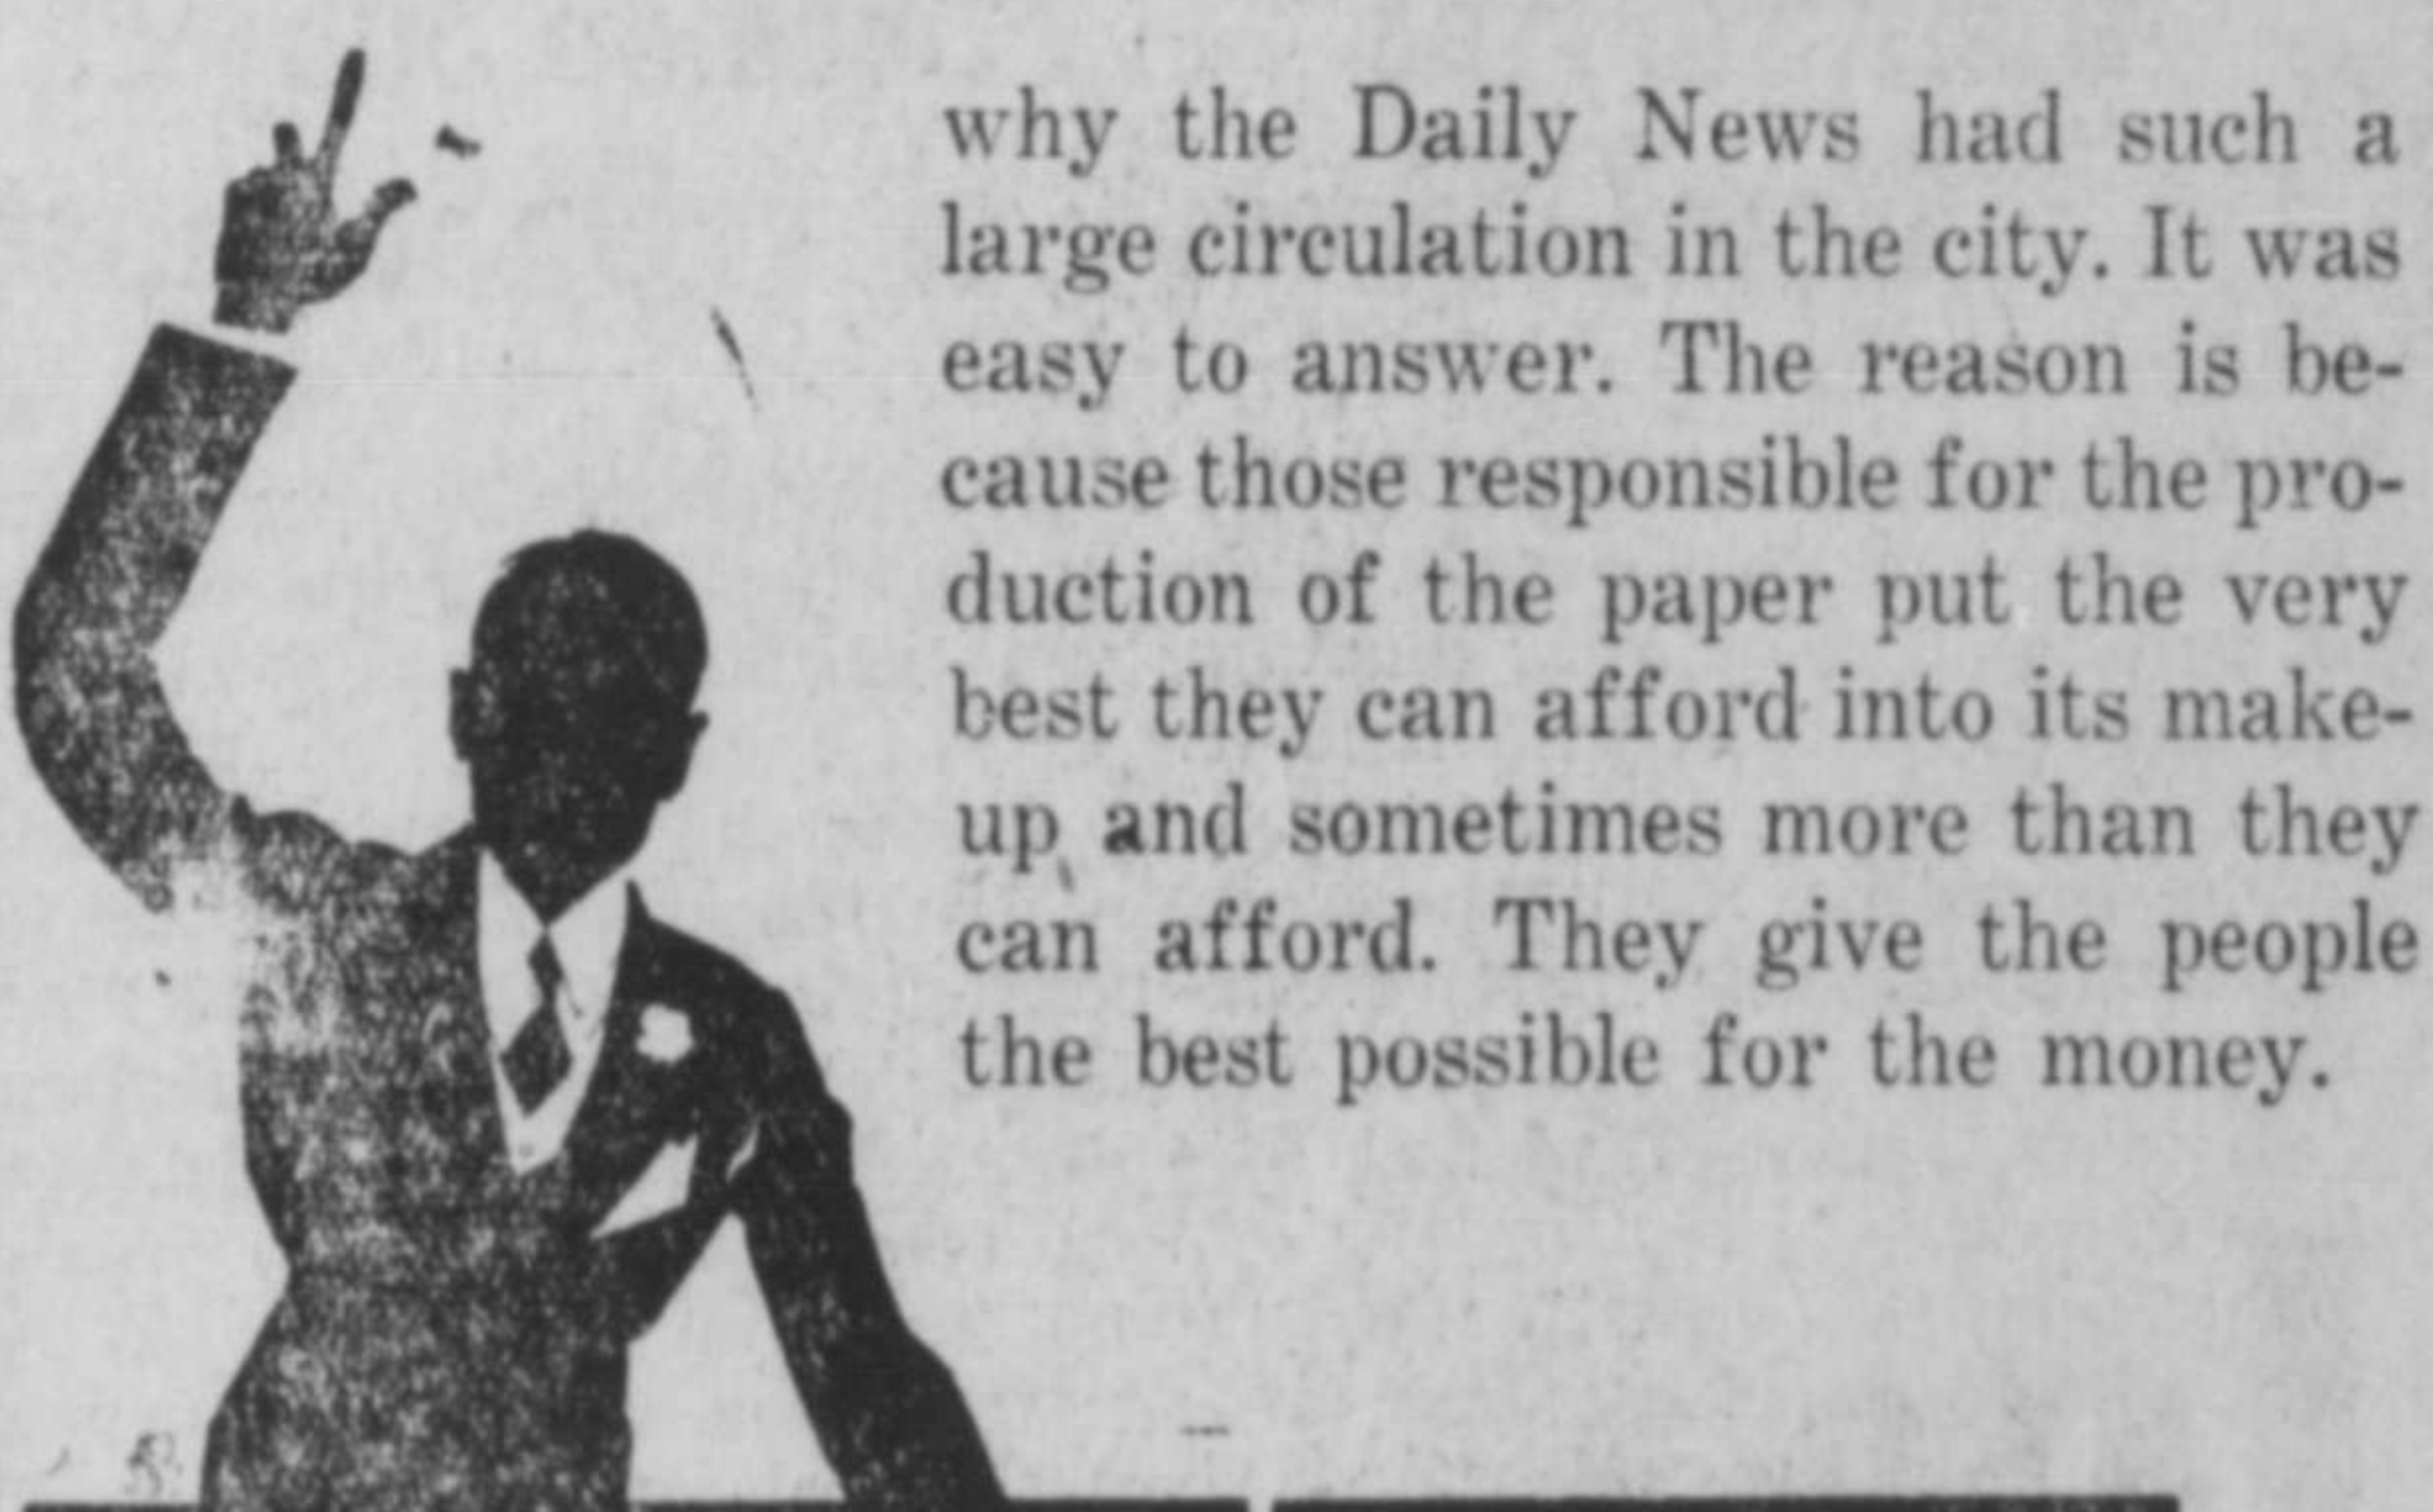 why the Daily News had such a
large circulation in the city. It was
easy to answer. The reason is be-
cause those responsible for the pro-
duction of the paper put the very
best they can afford into its make-
up and sometimes more than they
can afford. They give the people
the best possible for the money.